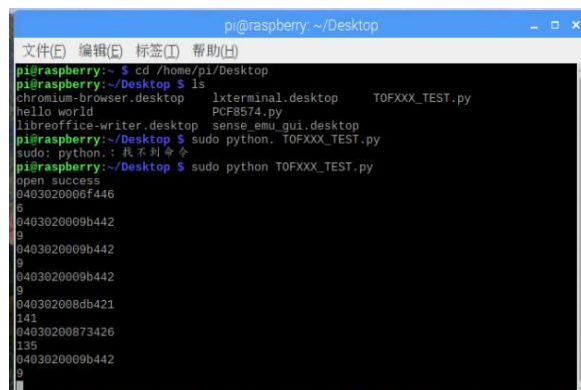 pi@raspberry: ~/Desktop
文件(F) 编辑(E) 标签(T) 帮助(H)
pi@raspberry:~ $ cd /home/pi/Desktop
pi@raspberry:~/Desktop $ ls
chromium-browser.desktop lxterminal.desktop TOFXXX_TEST.py
hello world PCF8574.py
libreoffice-writer.desktop sense_emu_gui.desktop
pi@raspberry:~/Desktop $ sudo python. TOFXXX_TEST.py
sudo: python.: 找不到命令
pi@raspberry:~/Desktop $ sudo python TOFXXX_TEST.py
open success
0403020006f446
6
0403020009b442
9
0403020009b442
9
0403020009b442
9
040302008db421
141
04030200873426
135
0403020009b442
9